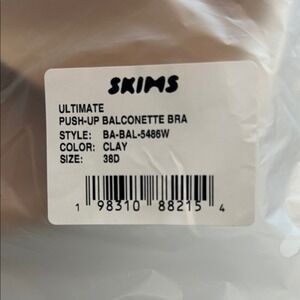 SKIMS
ULTIMATE
PUSH-UP BALCONETTE BRA
STYLE: BA-BAL-5486W
COLOR: CLAY
SIZE: 38D
1 98310 88215 4